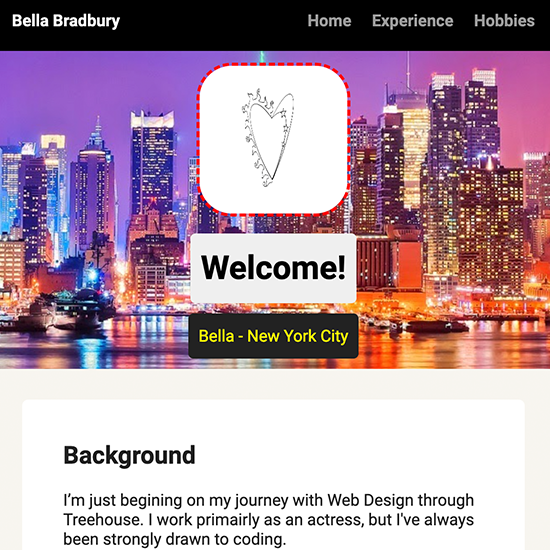 Bella Bradbury
Home Experience Hobbies
Welcome!
Bella - New York City
Background
I’m just begining on my journey with Web Design through
Treehouse. I work primairly as an actress, but I've always
been strongly drawn to coding.